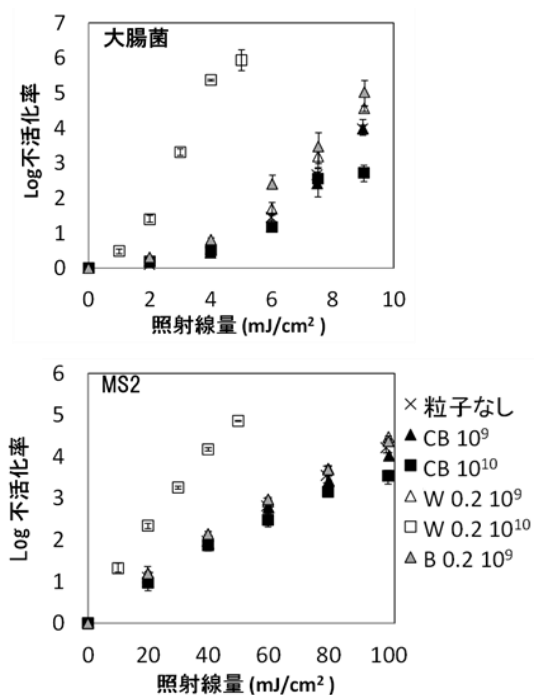 大腸菌
7
6
5
4
3
2
1
0
Log不活化率
0 2 4 6 8 10
照射線量 (mJ/cm²)
MS2
6
5
4
3
2
1
0
Log 不活化率
0 20 40 60 80 100
照射線量 (mJ/cm²)
× 粒子なし
▲ CB 10⁹
■ CB 10¹⁰
△ W 0.2 10⁹
□ W 0.2 10¹⁰
▲ B 0.2 10⁹